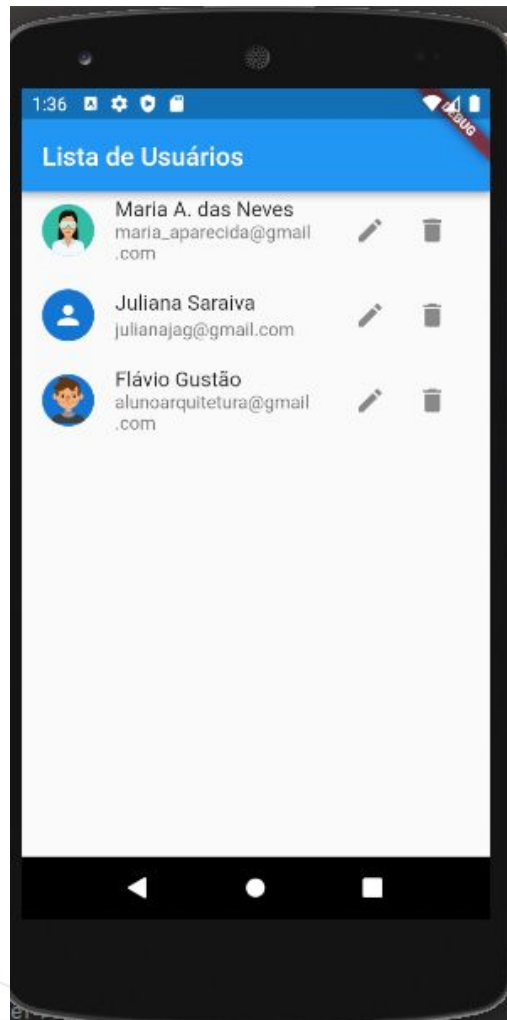 1:36
DEBUG
Lista de Usuários
Maria A. das Neves
maria_aparecida@gmail
.com
Juliana Saraiva
julianajag@gmail.com
Flávio Gustão
alunoarquitetura@gmail
.com